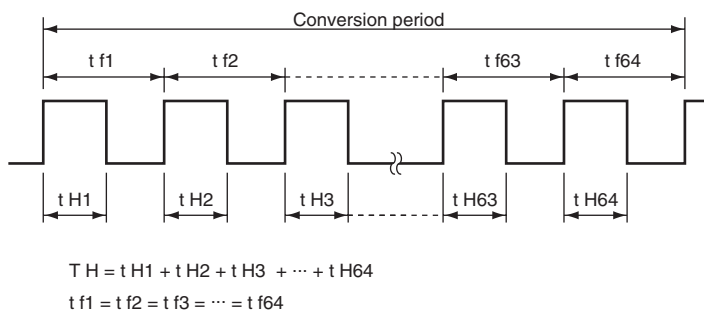 Conversion period
t f1 t f2 t f63 t f64
t H1 t H2 t H3 t H63 t H64
T H = t H1 + t H2 + t H3 + ··· + t H64
t f1 = t f2 = t f3 = ··· = t f64